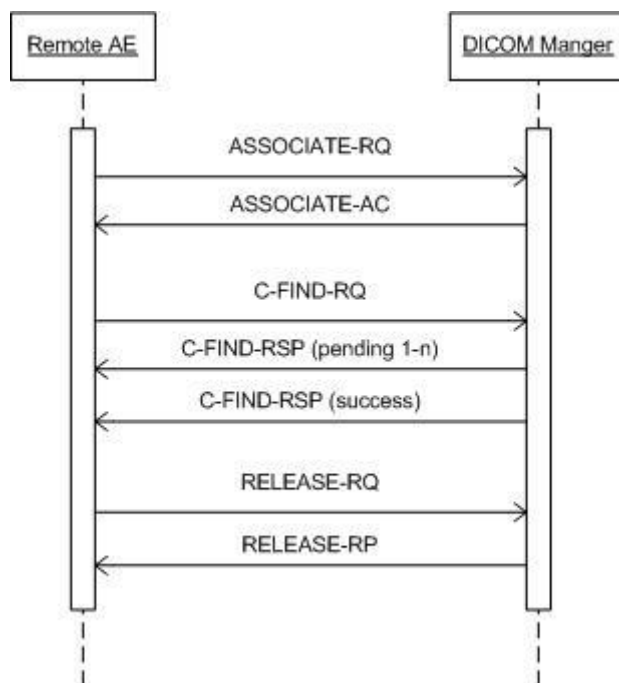 Remote AE
DICOM Manger
ASSOCIATE-RQ
ASSOCIATE-AC
C-FIND-RQ
C-FIND-RSP (pending 1-n)
C-FIND-RSP (success)
RELEASE-RQ
RELEASE-RP